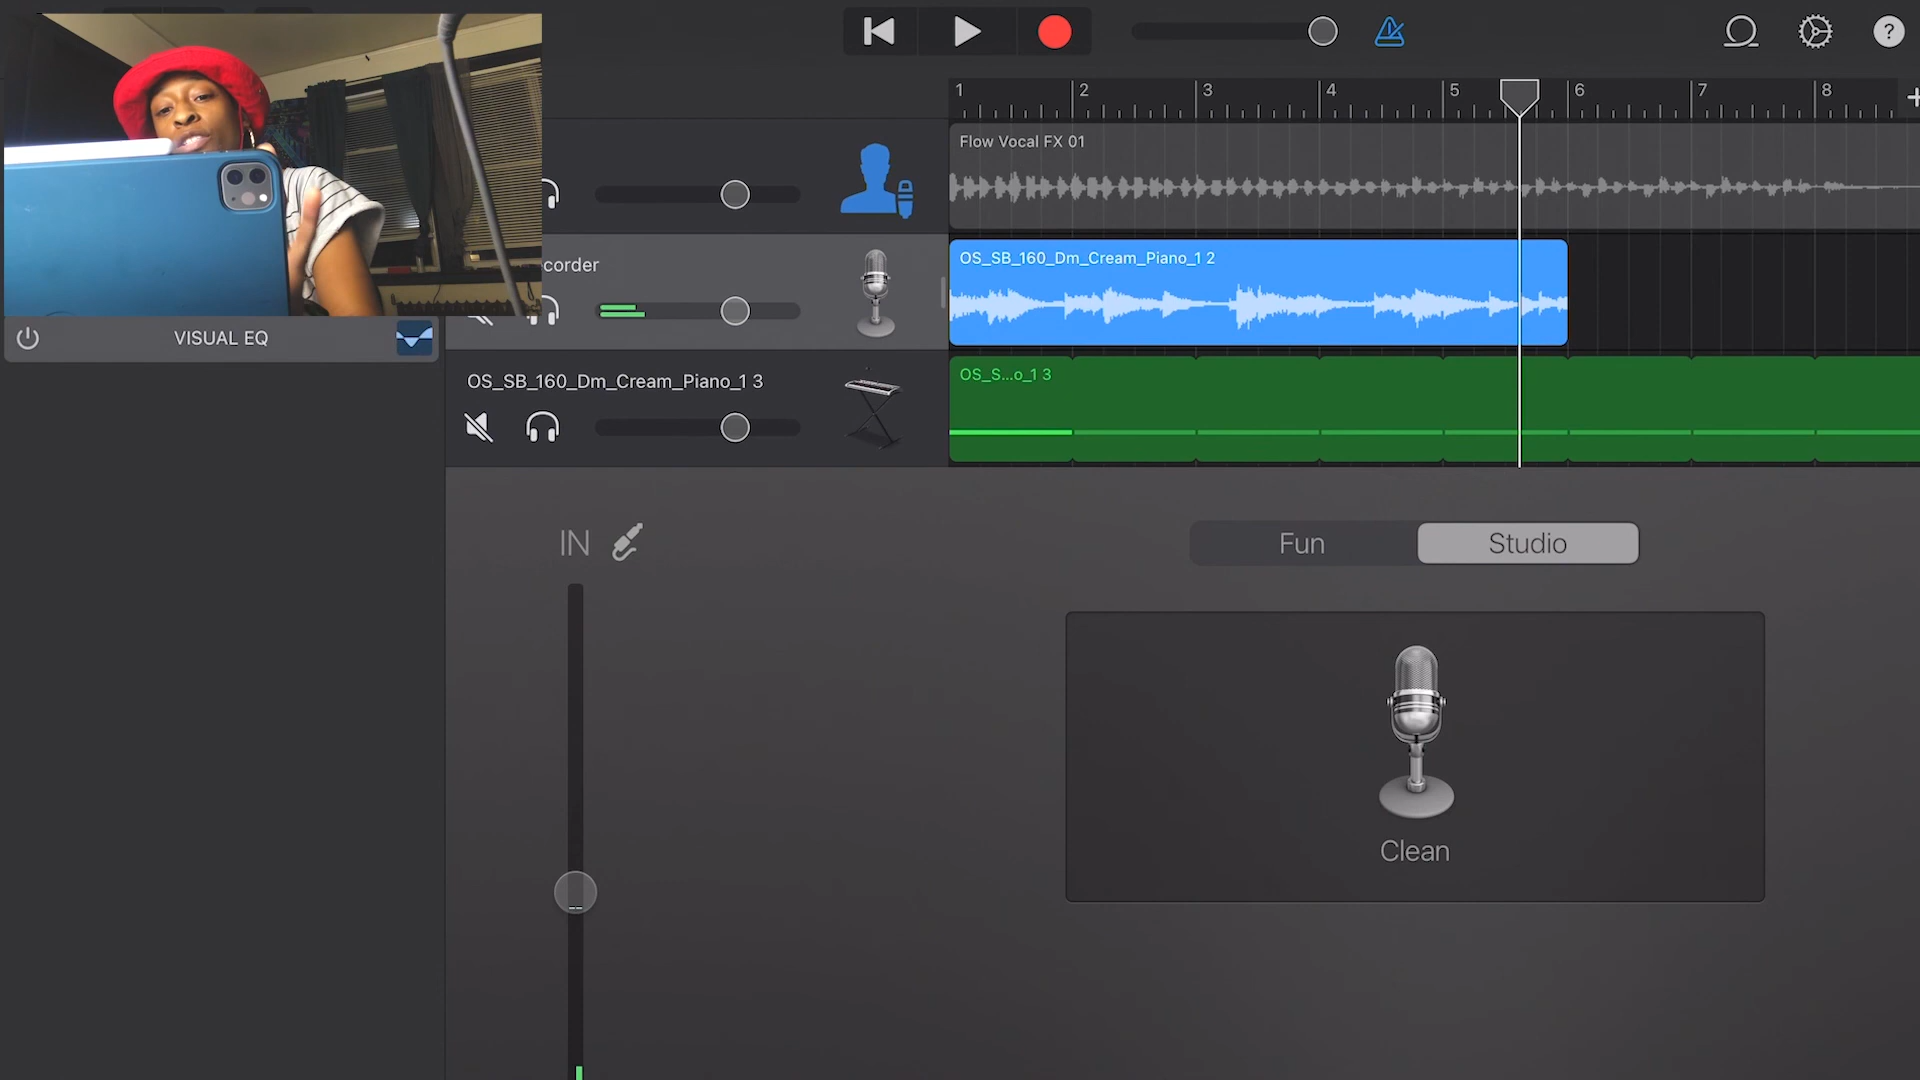 ?
1 2 3 4 5 6 7 8 +
Flow Vocal FX 01
corder
OS_SB_160_Dm_Cream_Piano_1 2
VISUAL EQ
OS_SB_160_Dm_Cream_Piano_1 3
OS_S...o_1 3
IN
Fun
Studio
Clean